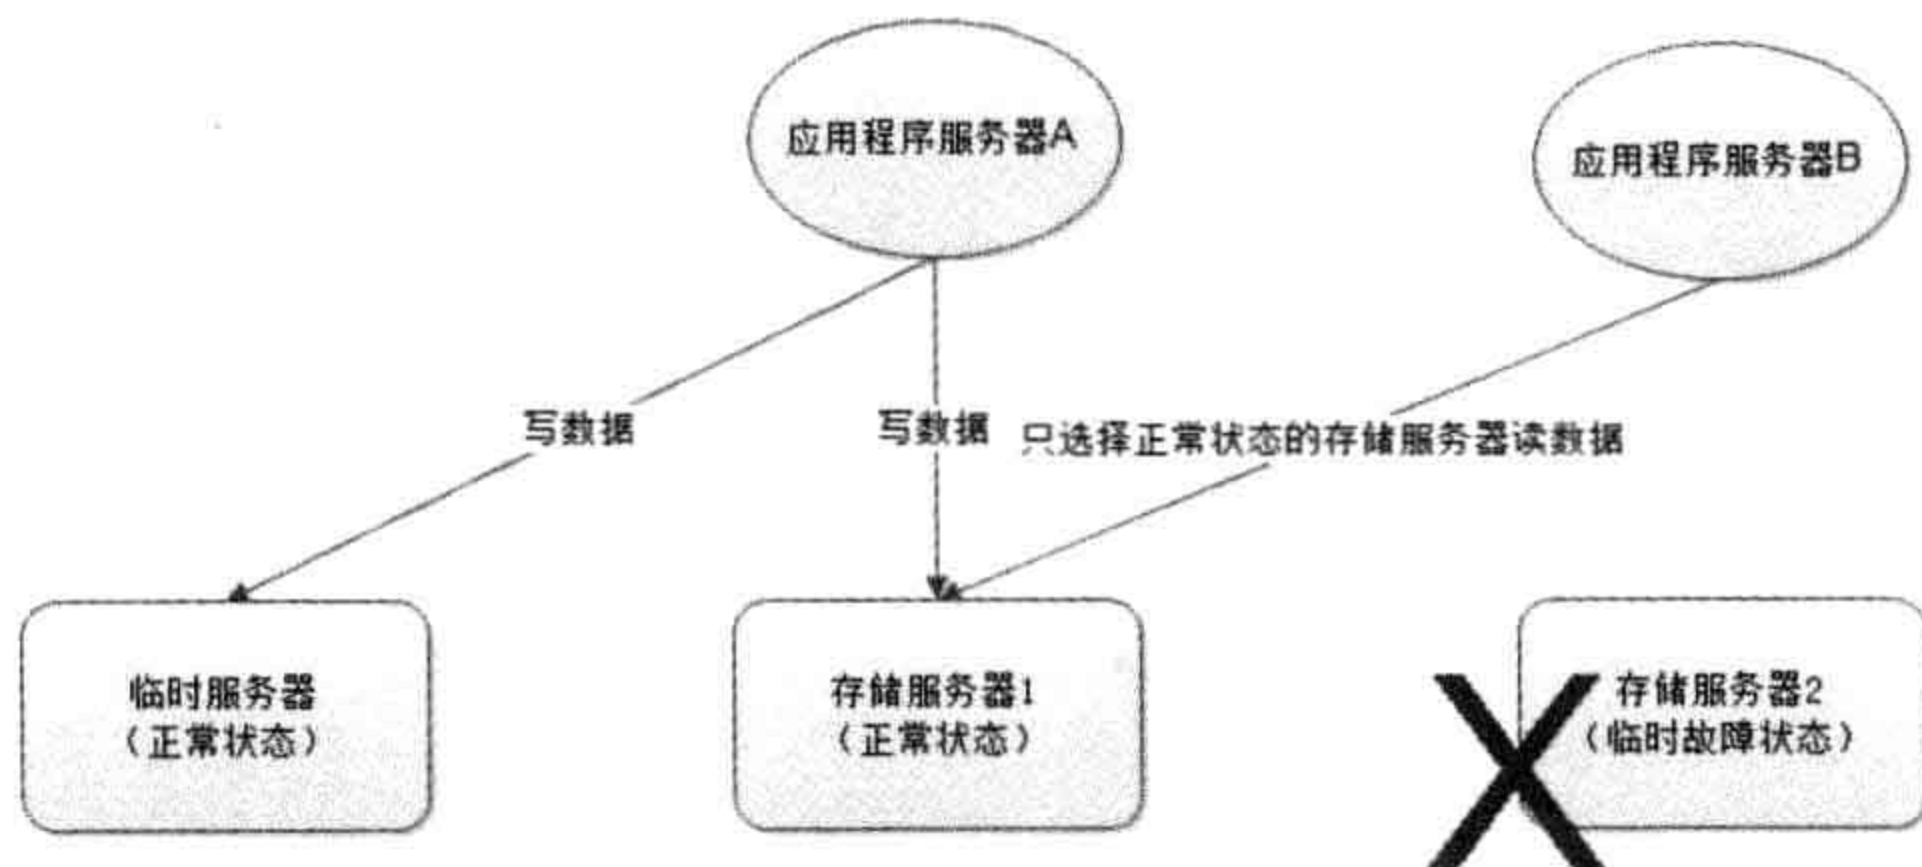 应用程序服务器A
应用程序服务器B
写数据
写数据
只选择正常状态的存储服务器读数据
临时服务器
（正常状态）
存储服务器1
（正常状态）
存储服务器2
（临时故障状态）